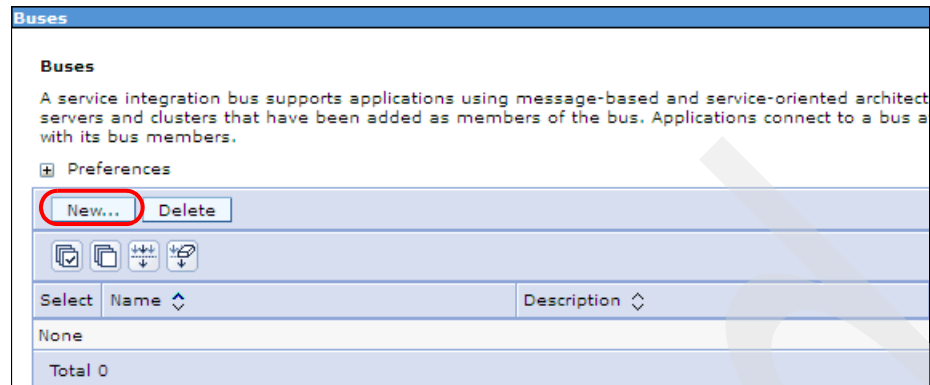 Buses
Buses
A service integration bus supports applications using message-based and service-oriented architect
servers and clusters that have been added as members of the bus. Applications connect to a bus a
with its bus members.
Preferences
New... Delete
Select Name Description
None
Total 0